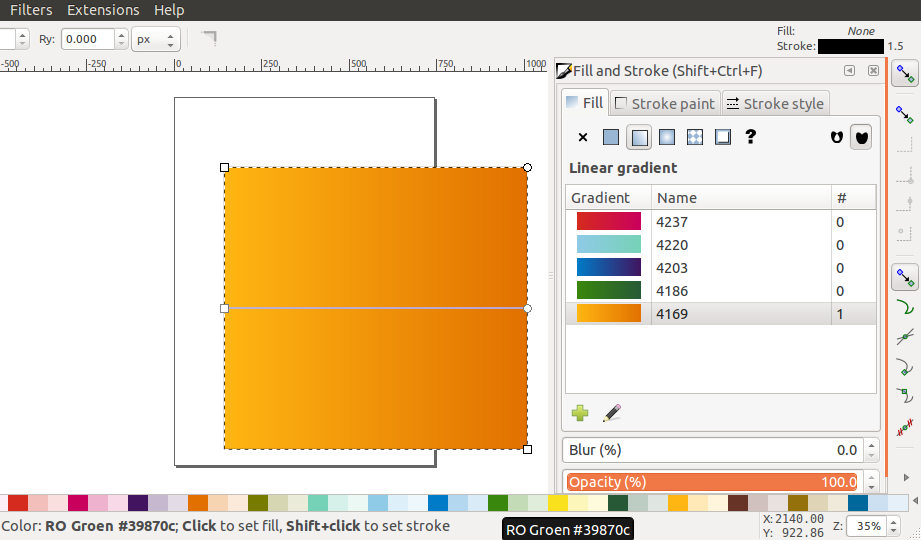 Filters Extensions Help
Ry: 0.000 px
Fill: None
Stroke: 1.5
-500 -250 0 250 500 750 1000
Fill and Stroke (Shift+Ctrl+F)
Fill Stroke paint Stroke style
Linear gradient
Gradient Name #
4237 0
4220 0
4203 0
4186 0
4169 1
Blur (%) 0.0
Opacity (%) 100.0
Color: RO Groen #39870c; Click to set fill, Shift+click to set stroke
RO Groen #39870c
X: 2140.00
Y: 922.86
Z: 35%